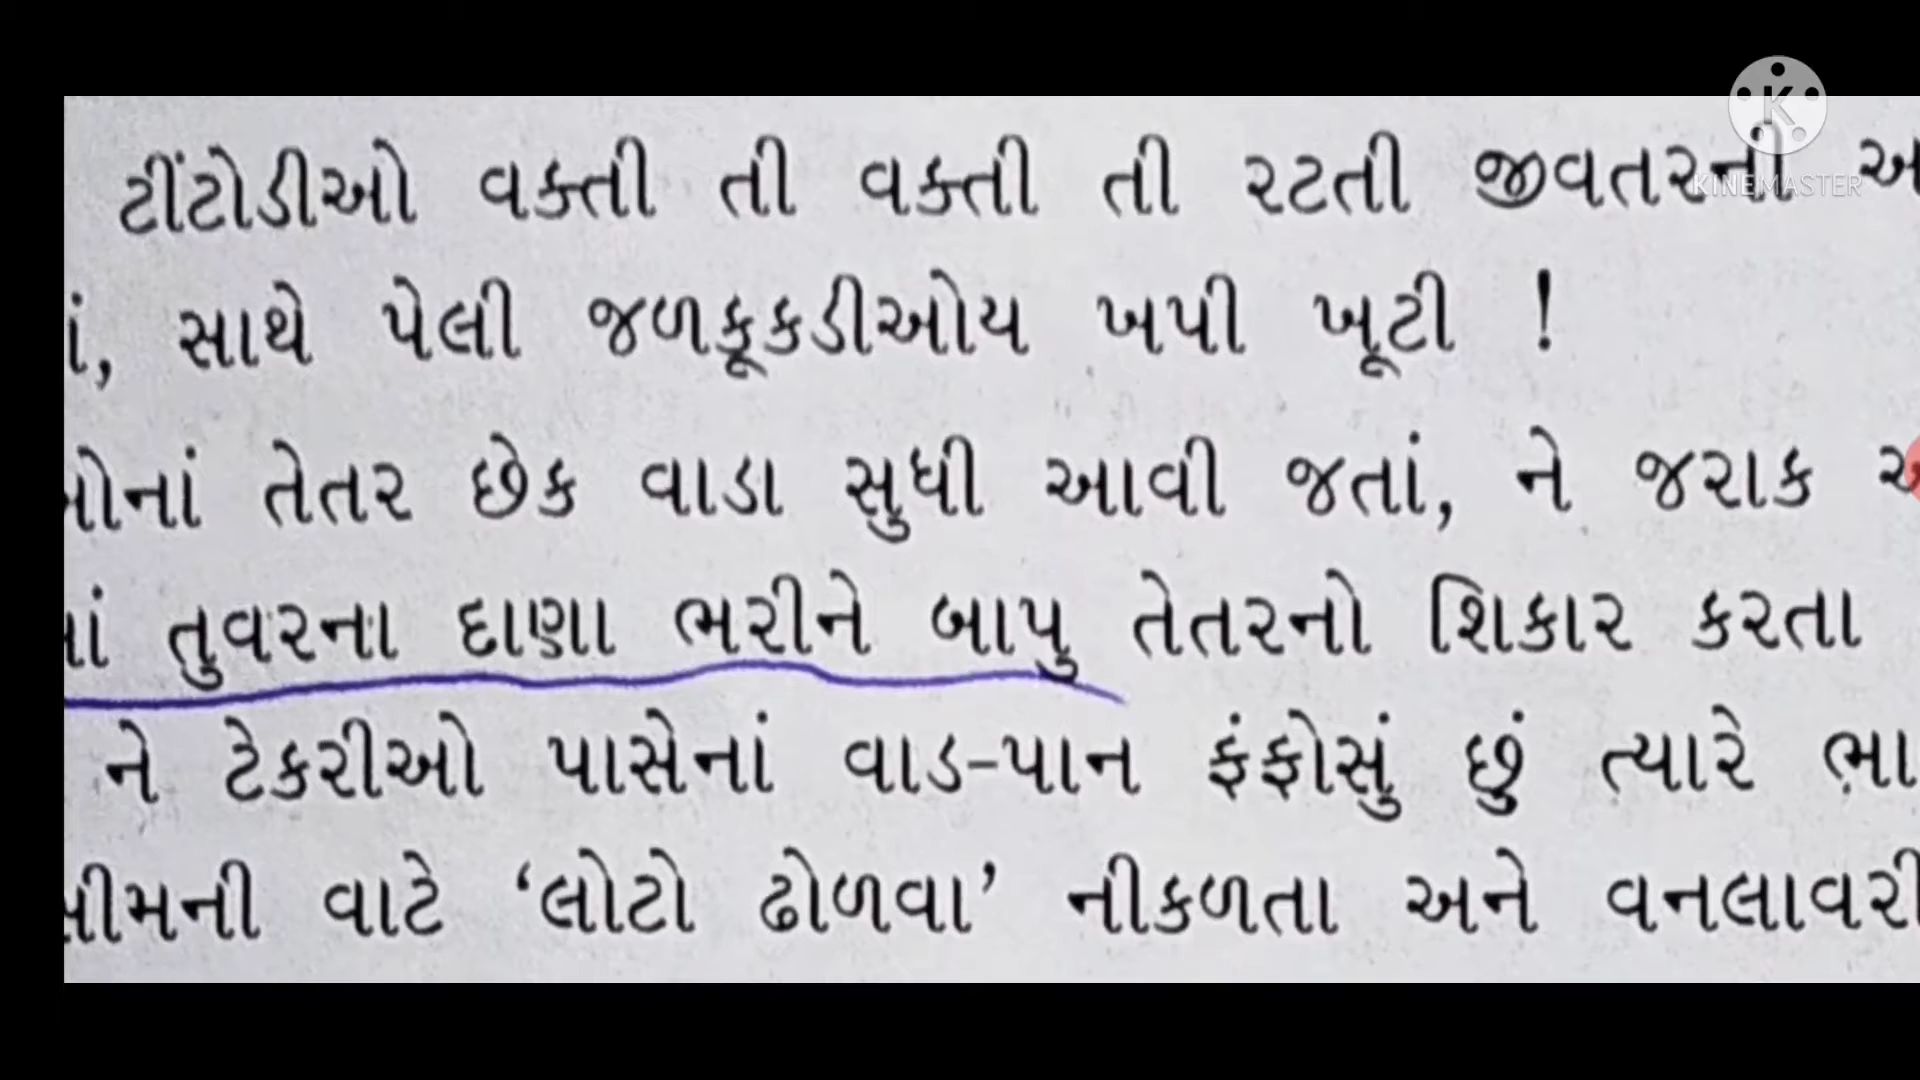 ટીંટોડીઓ વક્તી તી વક્તી તી રટતી જીવતરની
સાથે પેલી જળકૂકડીઓય ખપી ખૂટી !
તેતર છેક વાડા સુધી આવી જતાં, ને જરાક
તુવરના દાણા ભરીને બાપુ તેતરનો શિકાર કરતા
ને ટેકરીઓ પાસેનાં વાડ-પાન ફંફોસું છું ત્યારે
વાટે ‘લોટો ઢોળવા’ નીકળતા અને વનલાવરી
KINEMASTER